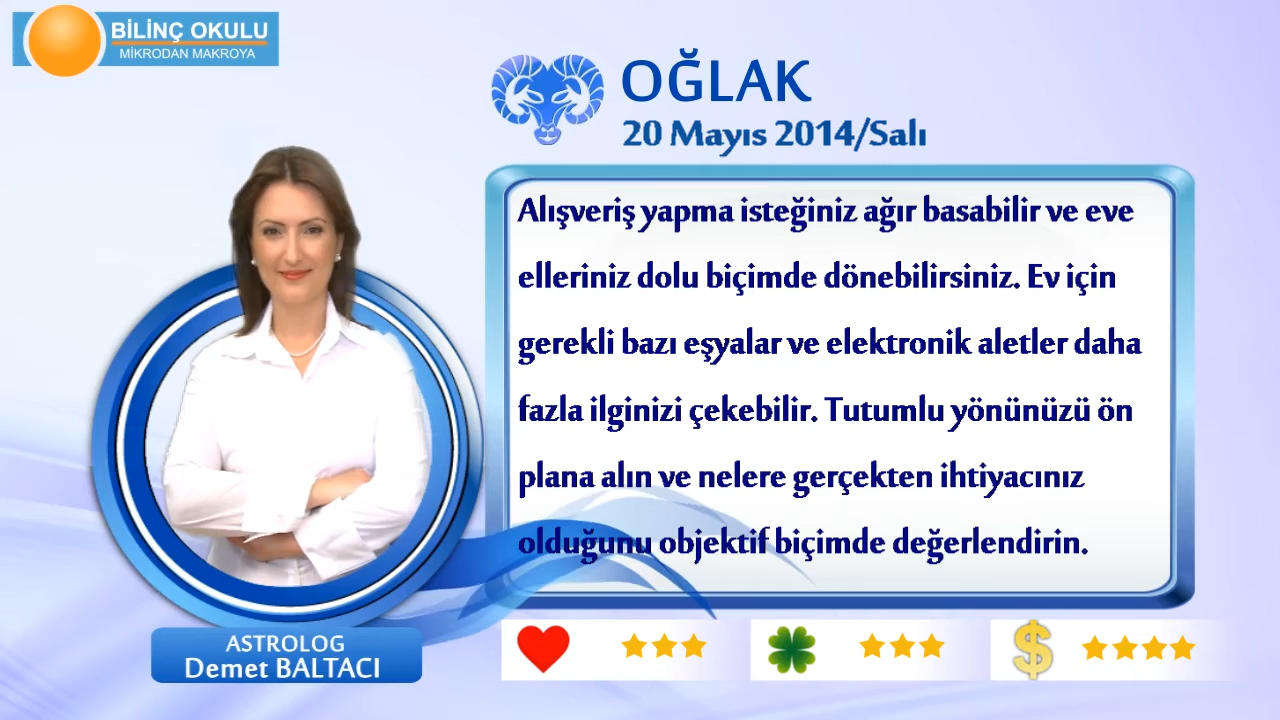 BİLİNÇ OKULU
MİKRODAN MAKROYA
OĞLAK
20 Mayıs 2014/Salı
Alışveriş yapma isteğiniz ağır basabilir ve eve
elleriniz dolu biçimde dönebilirsiniz. Ev için
gerekli bazı eşyalar ve elektronik aletler daha
fazla ilginizi çekebilir. Tutumlu yönünüzü ön
plana alın ve nelere gerçekten ihtiyacınız
olduğunu objektif biçimde değerlendirin.
ASTROLOG
Demet BALTACI